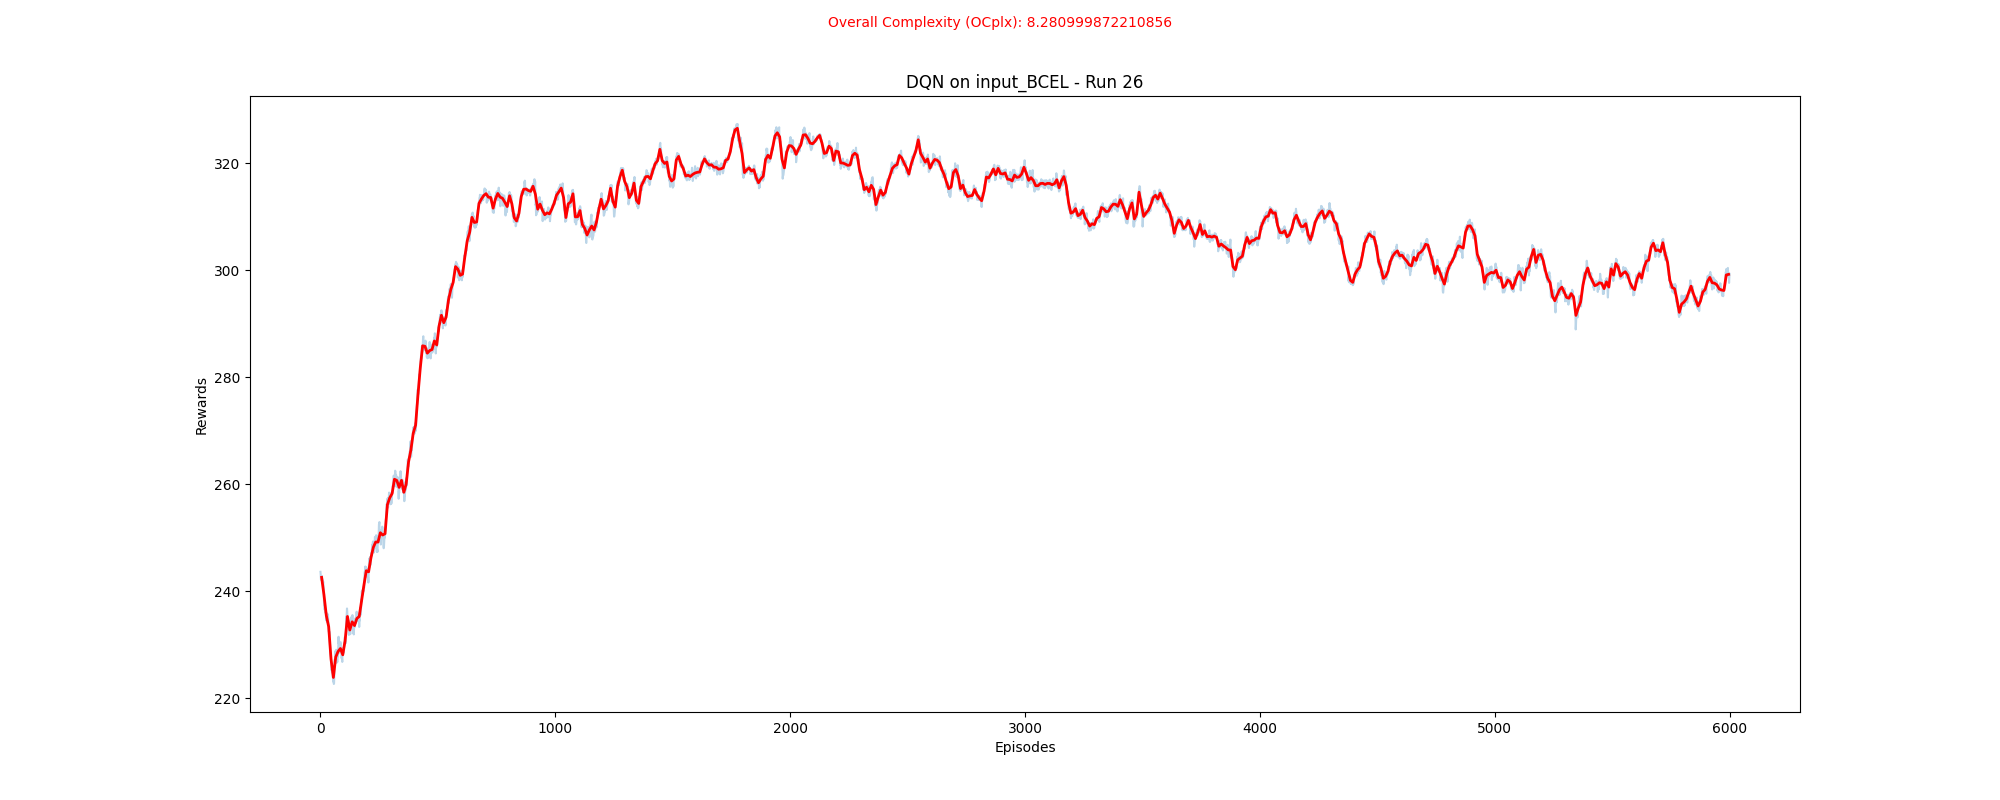 Overall Complexity (OCplx): 8.280999872210856
DQN on input_BCEL - Run 26
Rewards
320
300
280
260
240
220
0 1000 2000 3000 4000 5000 6000
Episodes